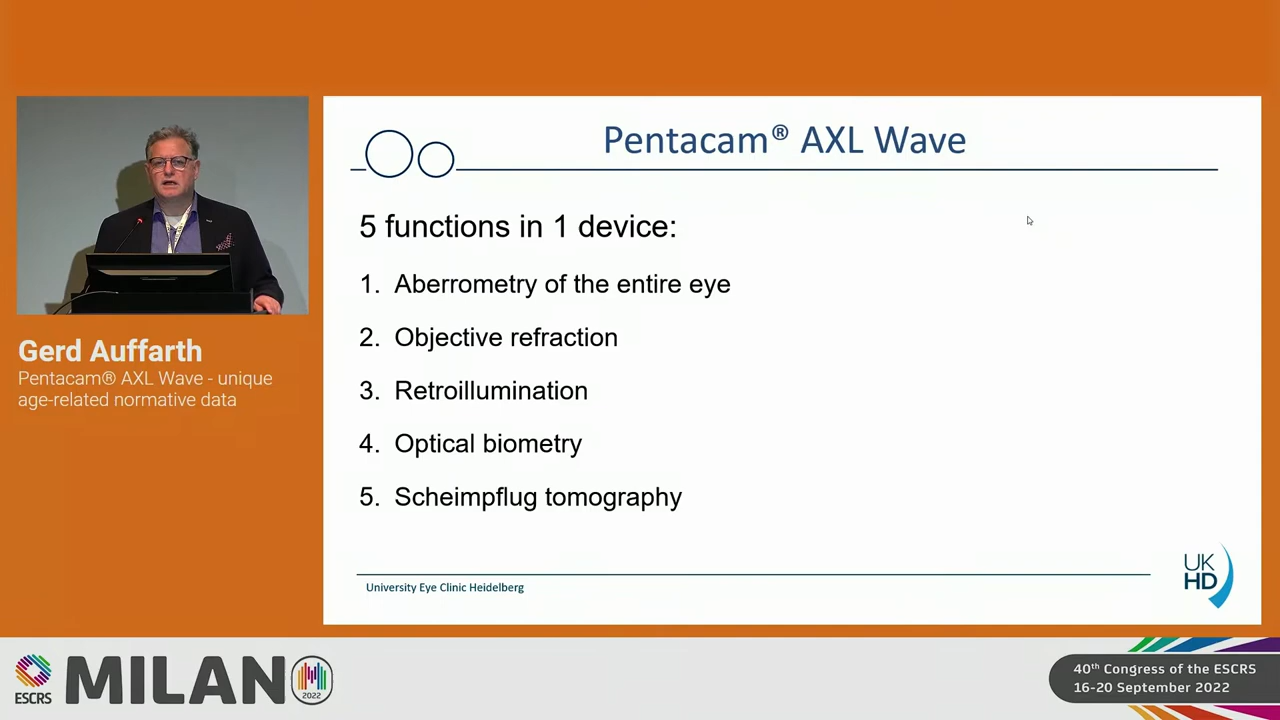 Pentacam® AXL Wave
5 functions in 1 device:
1. Aberrometry of the entire eye
2. Objective refraction
3. Retroillumination
4. Optical biometry
5. Scheimpflug tomography
University Eye Clinic Heidelberg
UK
HD
Gerd Auffarth
Pentacam® AXL Wave - unique
age-related normative data
ESCRS
MILANO
2022
40th Congress of the ESCRS
16-20 September 2022